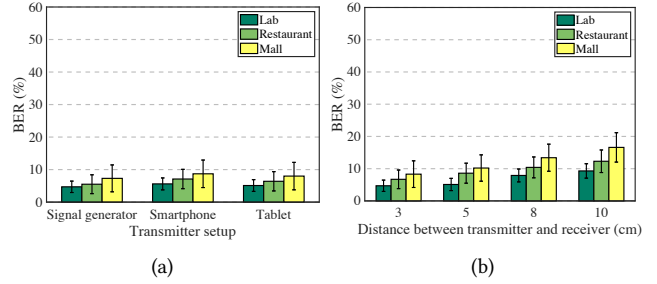 60
50
40
30
20
10
0
BER (%)
Lab
Restaurant
Mall
Signal generator Smartphone Tablet
Transmitter setup
(a)
60
50
40
30
20
10
0
BER (%)
Lab
Restaurant
Mall
3 5 8 10
Distance between transmitter and receiver (cm)
(b)